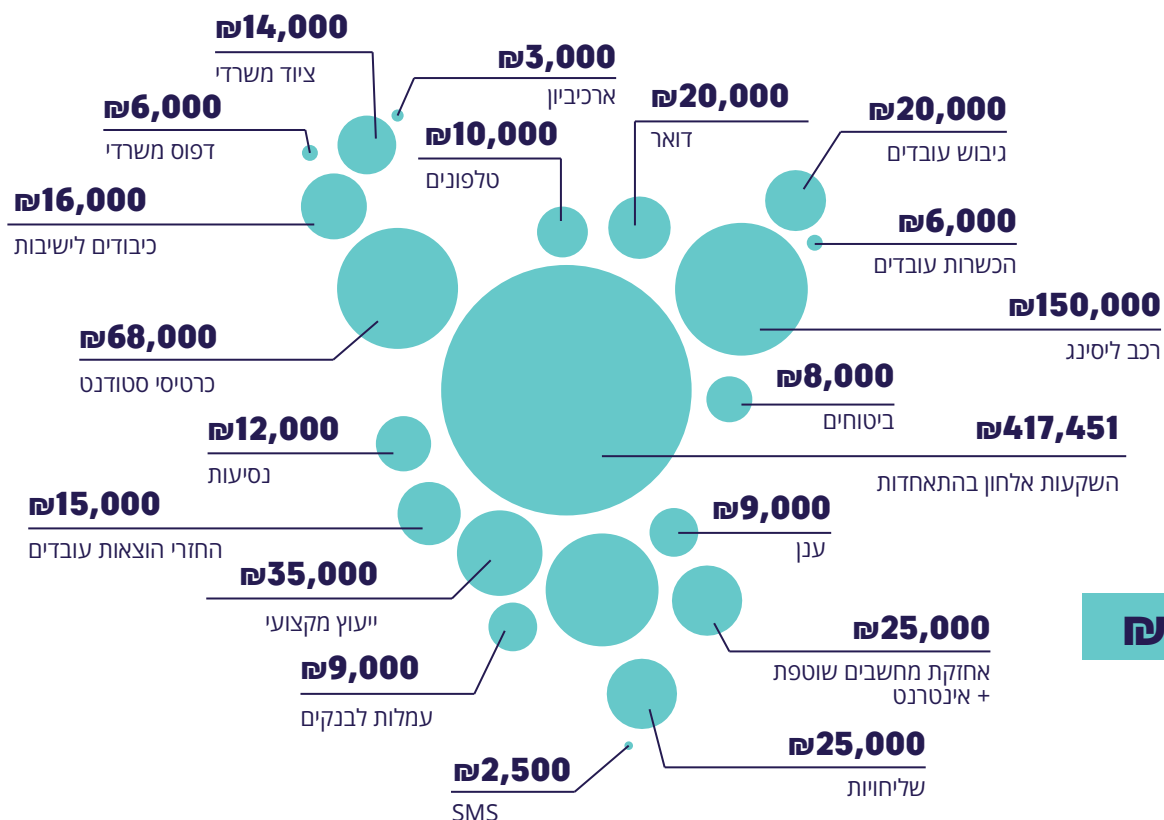 ₪14,000
ציוד משרדי
₪3,000
ארכיביון
₪6,000
דפוס משרדי
₪10,000
טלפונים
₪20,000
דואר
₪20,000
גיבוש עובדים
₪16,000
כיבודים לישיבות
₪6,000
הכשרות עובדים
₪150,000
רכב ליסינג
₪68,000
כרטיסי סטודנט
₪8,000
ביטוחים
₪12,000
נסיעות
₪417,451
השקעות אלחון בהתאחדות
₪15,000
החזרי הוצאות עובדים
₪9,000
ענן
₪35,000
ייעוץ מקצועי
₪25,000
אחזקת מחשבים שוטפת
+ אינטרנט
₪
₪9,000
עמלות לבנקים
₪25,000
שליחויות
₪2,500
SMS